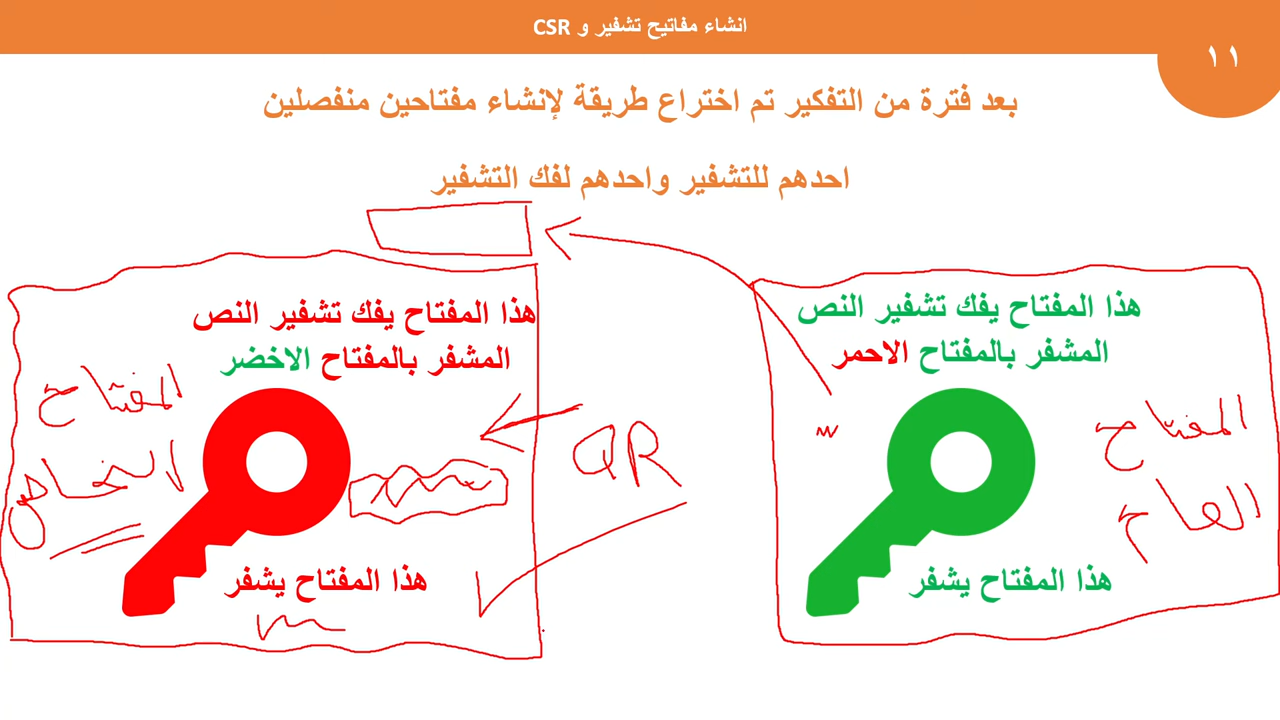 انشاء مفاتيح تشفير و CSR
١١
بعد فترة من التفكير تم اختراع طريقة لإنشاء مفتاحين منفصلين
احدهم للتشفير واحدهم لفك التشفير
هذا المفتاح يفك تشفير النص
المشفر بالمفتاح الاحمر
المفتاح
العام
هذا المفتاح يشفر
هذا المفتاح يفك تشفير النص
المشفر بالمفتاح الاخضر
المفتاح
الخاص
QR
هذا المفتاح يشفر